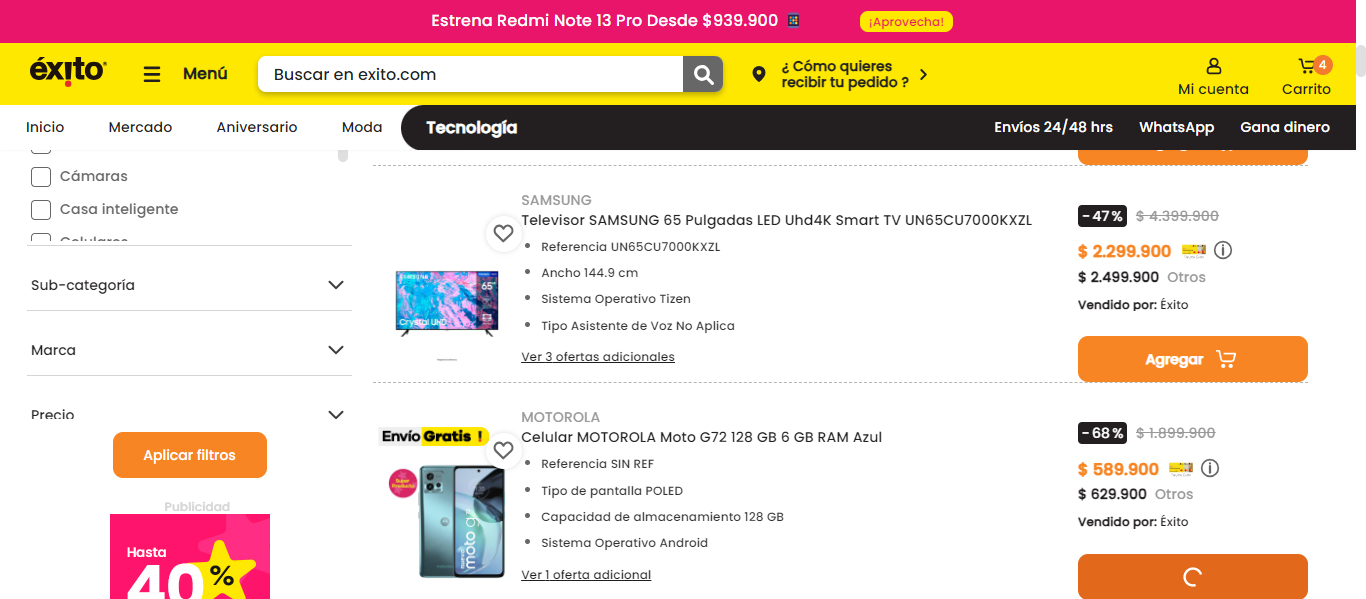 Estrena Redmi Note 13 Pro Desde $939.900
¡Aprovecha!
éxito
Menú
Buscar en exito.com
¿ Cómo quieres
recibir tu pedido ?
Mi cuenta
4
Carrito
Inicio
Mercado
Aniversario
Moda
Tecnología
Envíos 24/48 hrs
WhatsApp
Gana dinero
Cámaras
Casa inteligente
Celulares
Sub-categoría
Marca
Precio
Aplicar filtros
Publicidad
Hasta
40%
SAMSUNG
Televisor SAMSUNG 65 Pulgadas LED Uhd4K Smart TV UN65CU7000KXZL
Referencia UN65CU7000KXZL
Ancho 144.9 cm
Sistema Operativo Tizen
Tipo Asistente de Voz No Aplica
Ver 3 ofertas adicionales
65"
Crystal UHD
-47% $ 4.399.900
$ 2.299.900
$ 2.499.900 Otros
Vendido por: Éxito
Agregar
Envío Gratis !
Super
Producto
moto g72
MOTOROLA
Celular MOTOROLA Moto G72 128 GB 6 GB RAM Azul
Referencia SIN REF
Tipo de pantalla POLED
Capacidad de almacenamiento 128 GB
Sistema Operativo Android
Ver 1 oferta adicional
-68% $ 1.899.900
$ 589.900
$ 629.900 Otros
Vendido por: Éxito